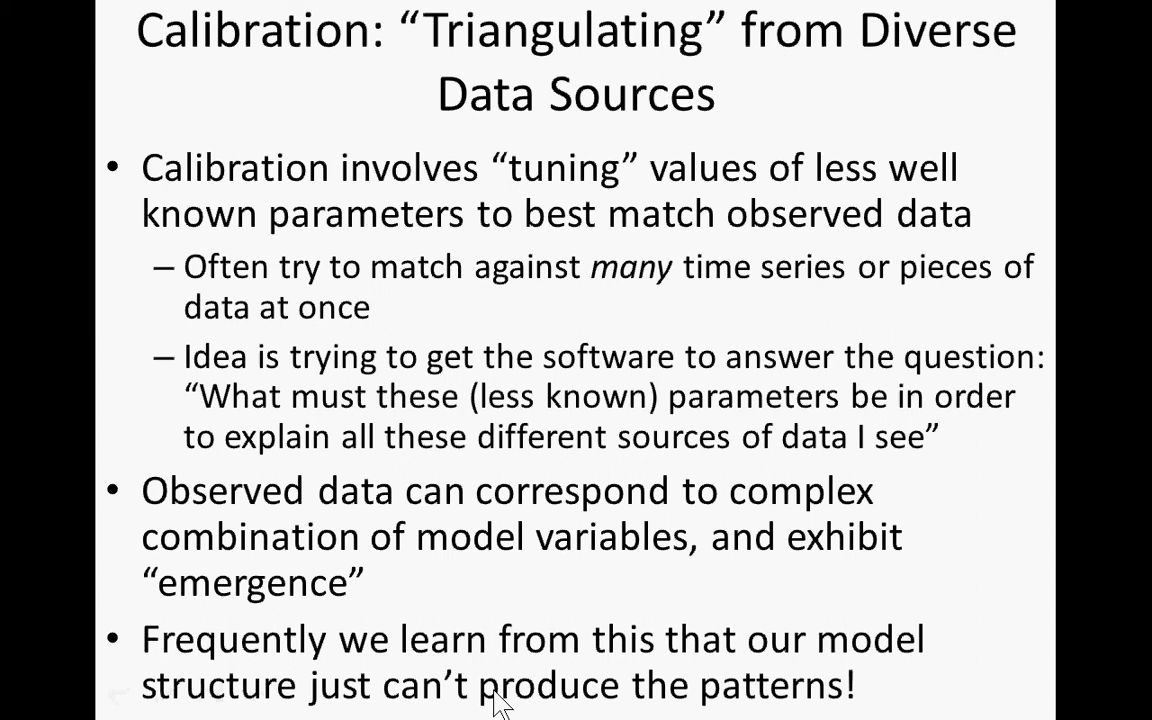 Calibration: “Triangulating” from Diverse
Data Sources
• Calibration involves “tuning” values of less well
known parameters to best match observed data
– Often try to match against many time series or pieces of
data at once
– Idea is trying to get the software to answer the question:
“What must these (less known) parameters be in order
to explain all these different sources of data I see”
• Observed data can correspond to complex
combination of model variables, and exhibit
“emergence”
• Frequently we learn from this that our model
structure just can’t produce the patterns!